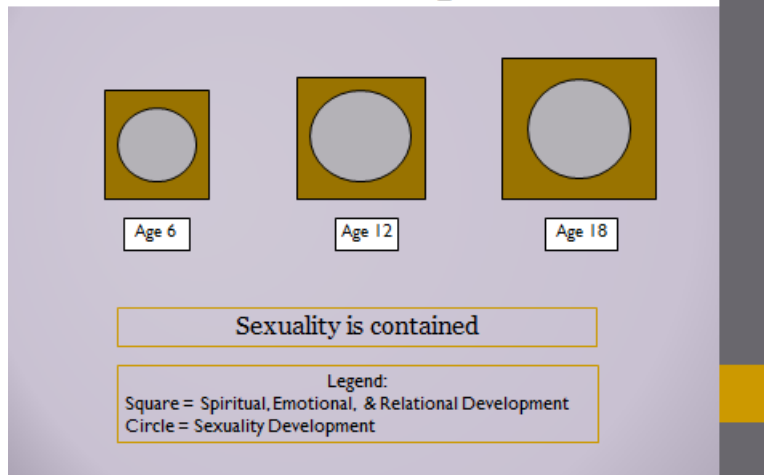 Age 6
Age 12
Age 18
Sexuality is contained
Legend:
Square = Spiritual, Emotional, & Relational Development
Circle = Sexuality Development